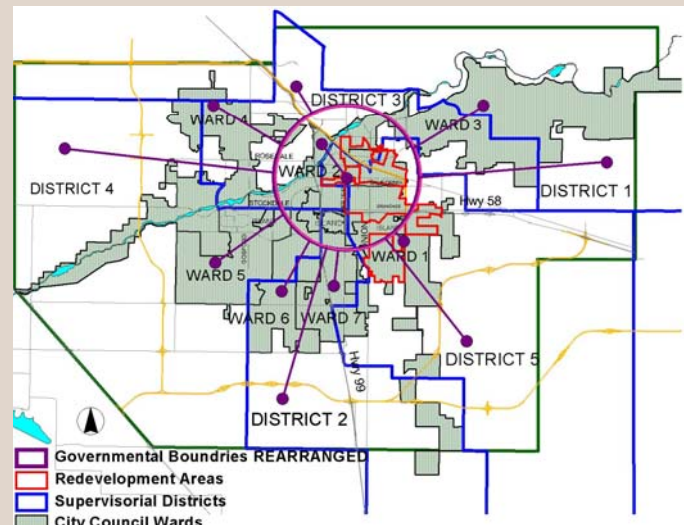 DISTRICT 3
WARD 4
WARD 3
ROSEDALE
WARD 2
DISTRICT 4
DISTRICT 1
STOCKDALE
Hwy 58
WARD 1
WARD 5
WARD 6
WARD 7
DISTRICT 5
Hwy 99
DISTRICT 2
Governmental Boundries REARRANGED
Redevelopment Areas
Supervisorial Districts
City Council Wards